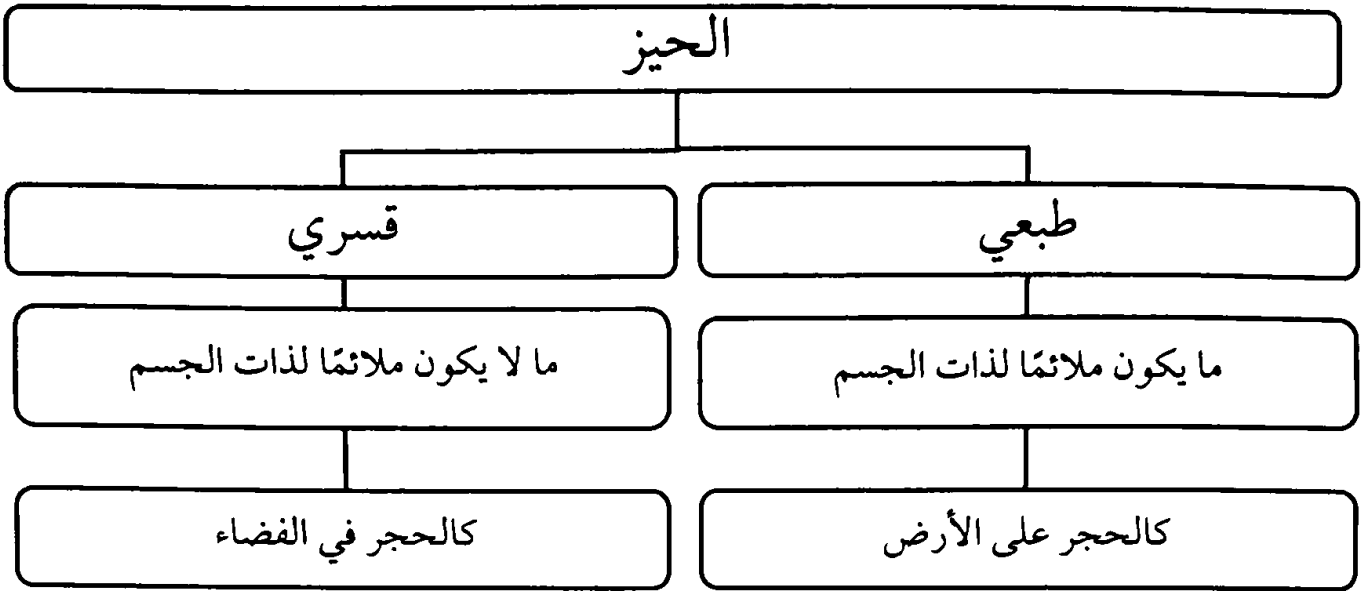 الحيز
طبعي
قسري
ما يكون ملائمًا لذات الجسم
ما لا يكون ملائمًا لذات الجسم
كالحجر على الأرض
كالحجر في الفضاء